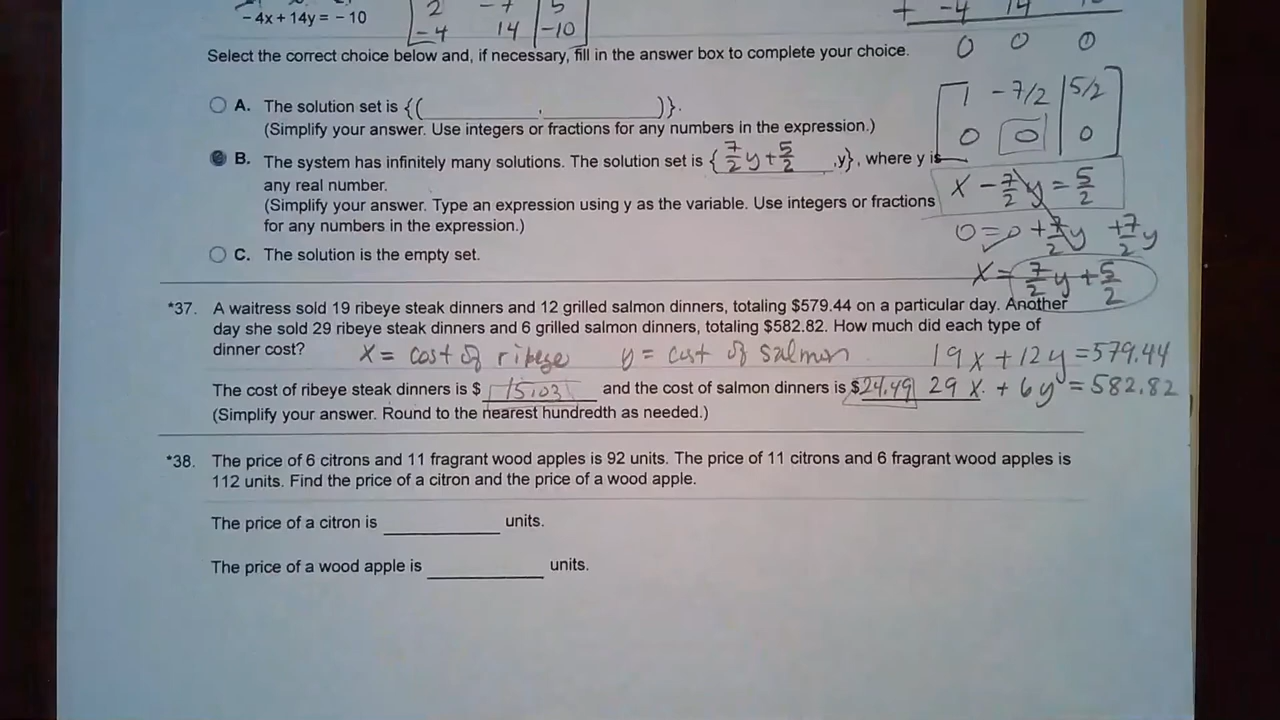 - 4x + 14y = - 10
-4 14 -10
+ -4 14
0 0 0
Select the correct choice below and, if necessary, fill in the answer box to complete your choice.
A. The solution set is {( , )}.
(Simplify your answer. Use integers or fractions for any numbers in the expression.)
1 -7/2 5/2
0 0 0
B. The system has infinitely many solutions. The solution set is { 7/2 y + 5/2 ,y}, where y is
any real number.
(Simplify your answer. Type an expression using y as the variable. Use integers or fractions
for any numbers in the expression.)
x - 7/2 y = 5/2
0=0 + 7/2 y + 7/2 y
C. The solution is the empty set.
x = 7/2 y + 5/2
*37. A waitress sold 19 ribeye steak dinners and 12 grilled salmon dinners, totaling $579.44 on a particular day. Another
day she sold 29 ribeye steak dinners and 6 grilled salmon dinners, totaling $582.82. How much did each type of
dinner cost? x = cost of ribeye y = cost of salmon 19x + 12y = 579.44
The cost of ribeye steak dinners is $ 15.03 and the cost of salmon dinners is $ 24.49 29x + 6y = 582.82
(Simplify your answer. Round to the nearest hundredth as needed.)
*38. The price of 6 citrons and 11 fragrant wood apples is 92 units. The price of 11 citrons and 6 fragrant wood apples is
112 units. Find the price of a citron and the price of a wood apple.
The price of a citron is units.
The price of a wood apple is units.